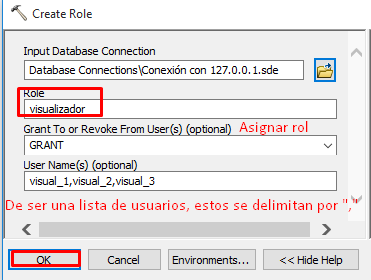 Create Role
Input Database Connection
Database Connections\Conexión con 127.0.0.1.sde
Role
visualizador
Grant To or Revoke From User(s) (optional) Asignar rol
GRANT
User Name(s) (optional)
visual_1,visual_2,visual_3
De ser una lista de usuarios, estos se delimitan por ","
OK Cancel Environments... << Hide Help